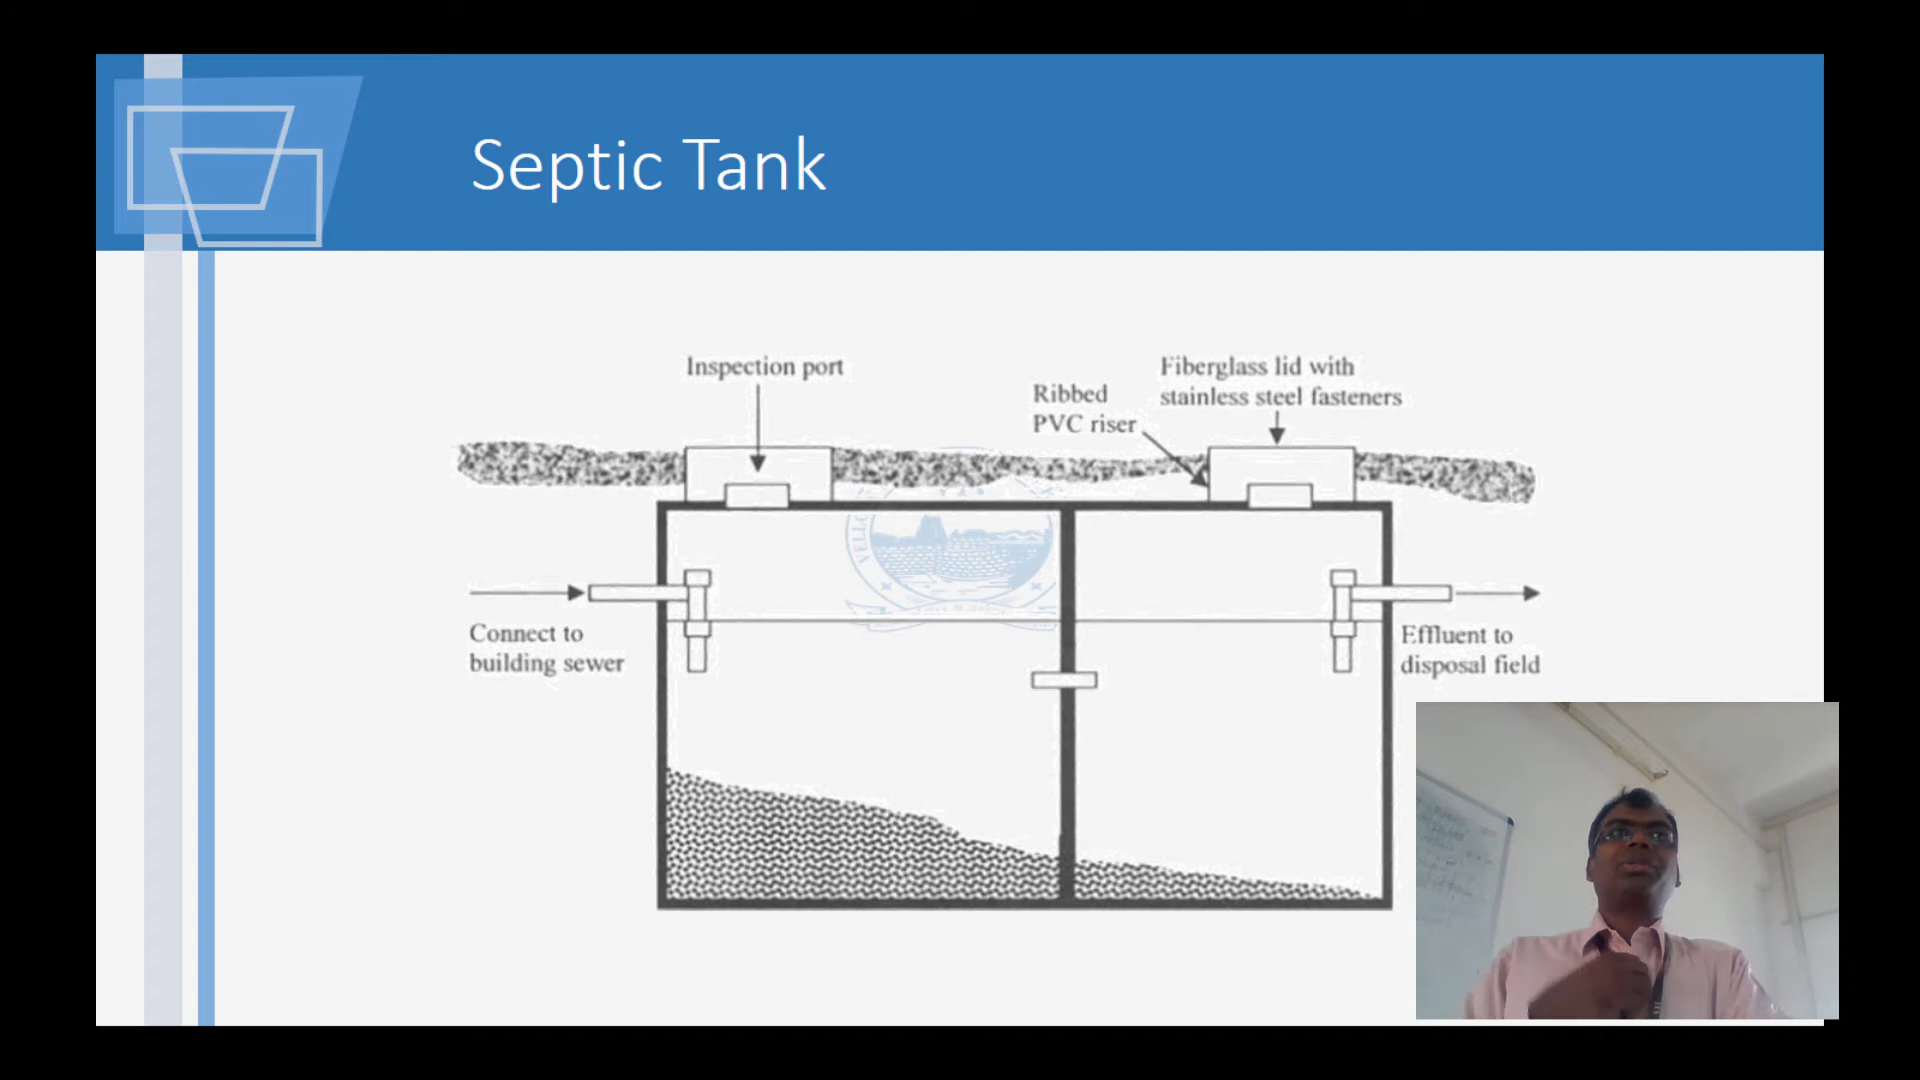 Septic Tank
Inspection port
Fiberglass lid with
stainless steel fasteners
Ribbed
PVC riser
Connect to
building sewer
Effluent to
disposal field